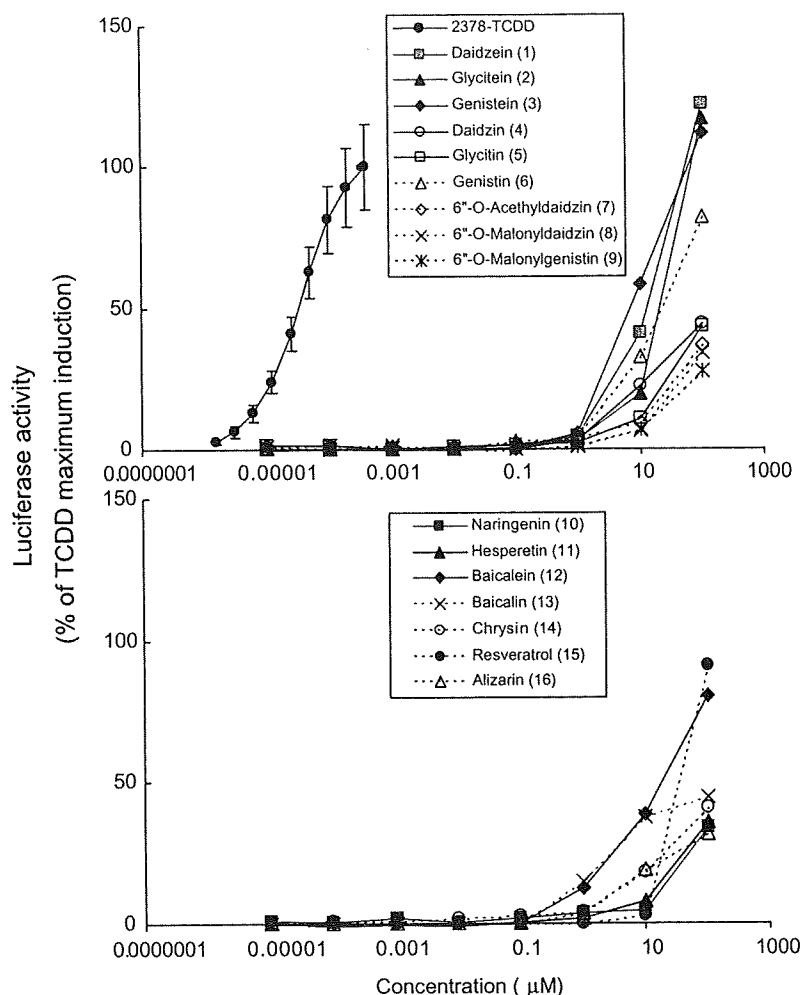 150
100
50
0
0.0000001
0.00001
0.001
0.1
10
1000
2378-TCDD
Daidzein (1)
Glycitein (2)
Genistein (3)
Daidzin (4)
Glycitin (5)
Genistin (6)
6"-O-Acethyldaidzin (7)
6"-O-Malonyldaidzin (8)
6"-O-Malonylgenistin (9)
Luciferase activity
(% of TCDD maximum induction)
150
100
50
0
0.0000001
0.00001
0.001
0.1
10
1000
Naringenin (10)
Hesperetin (11)
Baicalein (12)
Baicalin (13)
Chrysin (14)
Resveratrol (15)
Alizarin (16)
Concentration ( μM)